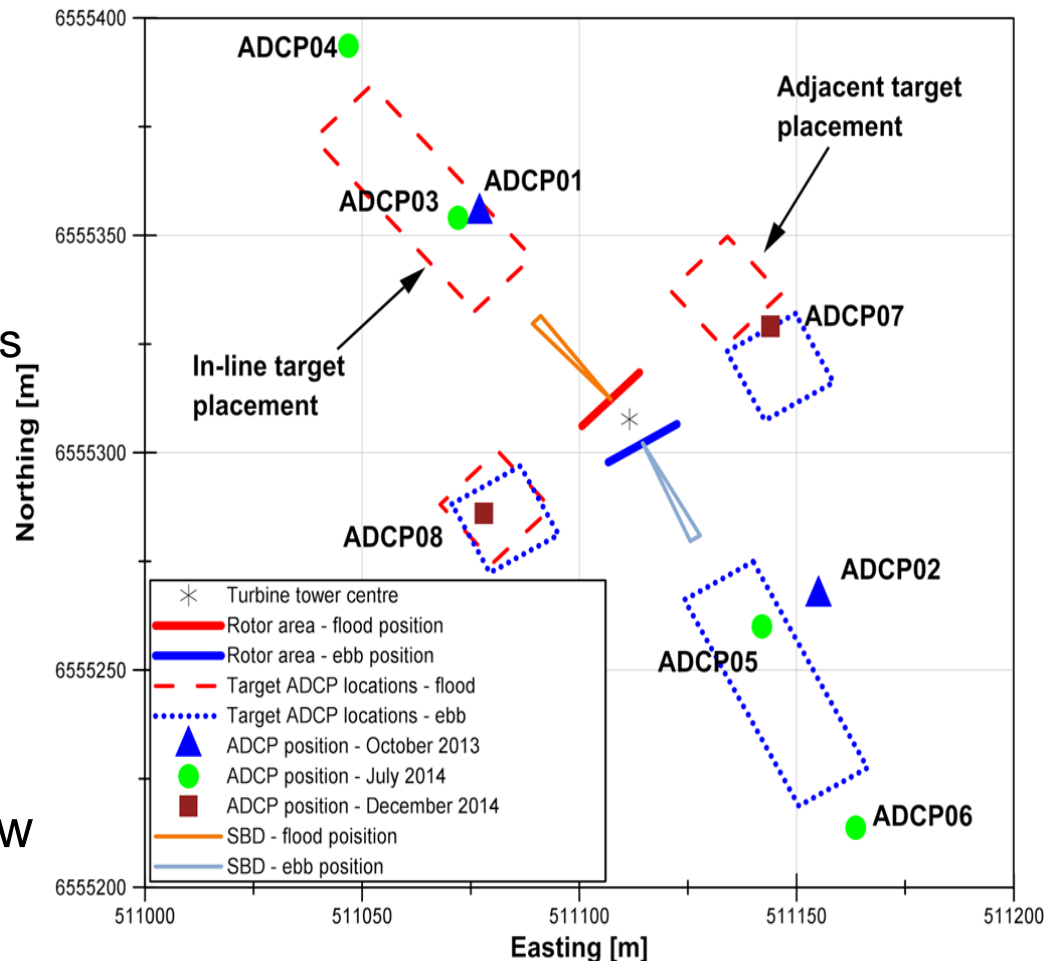 6555400
6555350
6555300
6555250
6555200
Northing [m]
s
w
ADCP04
Adjacent target
placement
ADCP01
ADCP03
ADCP07
In-line target
placement
ADCP08
ADCP02
ADCP05
ADCP06
Turbine tower centre
Rotor area - flood position
Rotor area - ebb position
Target ADCP locations - flood
Target ADCP locations - ebb
ADCP position - October 2013
ADCP position - July 2014
ADCP position - December 2014
SBD - flood position
SBD - ebb position
511000 511050 511100 511150 511200
Easting [m]